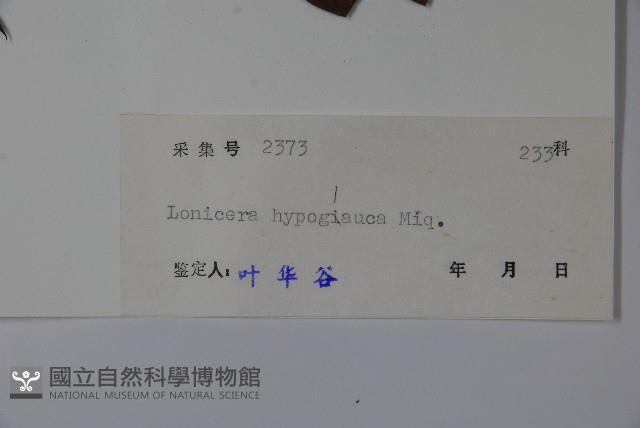 采集号 2373 233科
Lonicera hypogiauca Miq.
鉴定人: 叶华谷 年 月 日
國立自然科學博物館
NATIONAL MUSEUM OF NATURAL SCIENCE